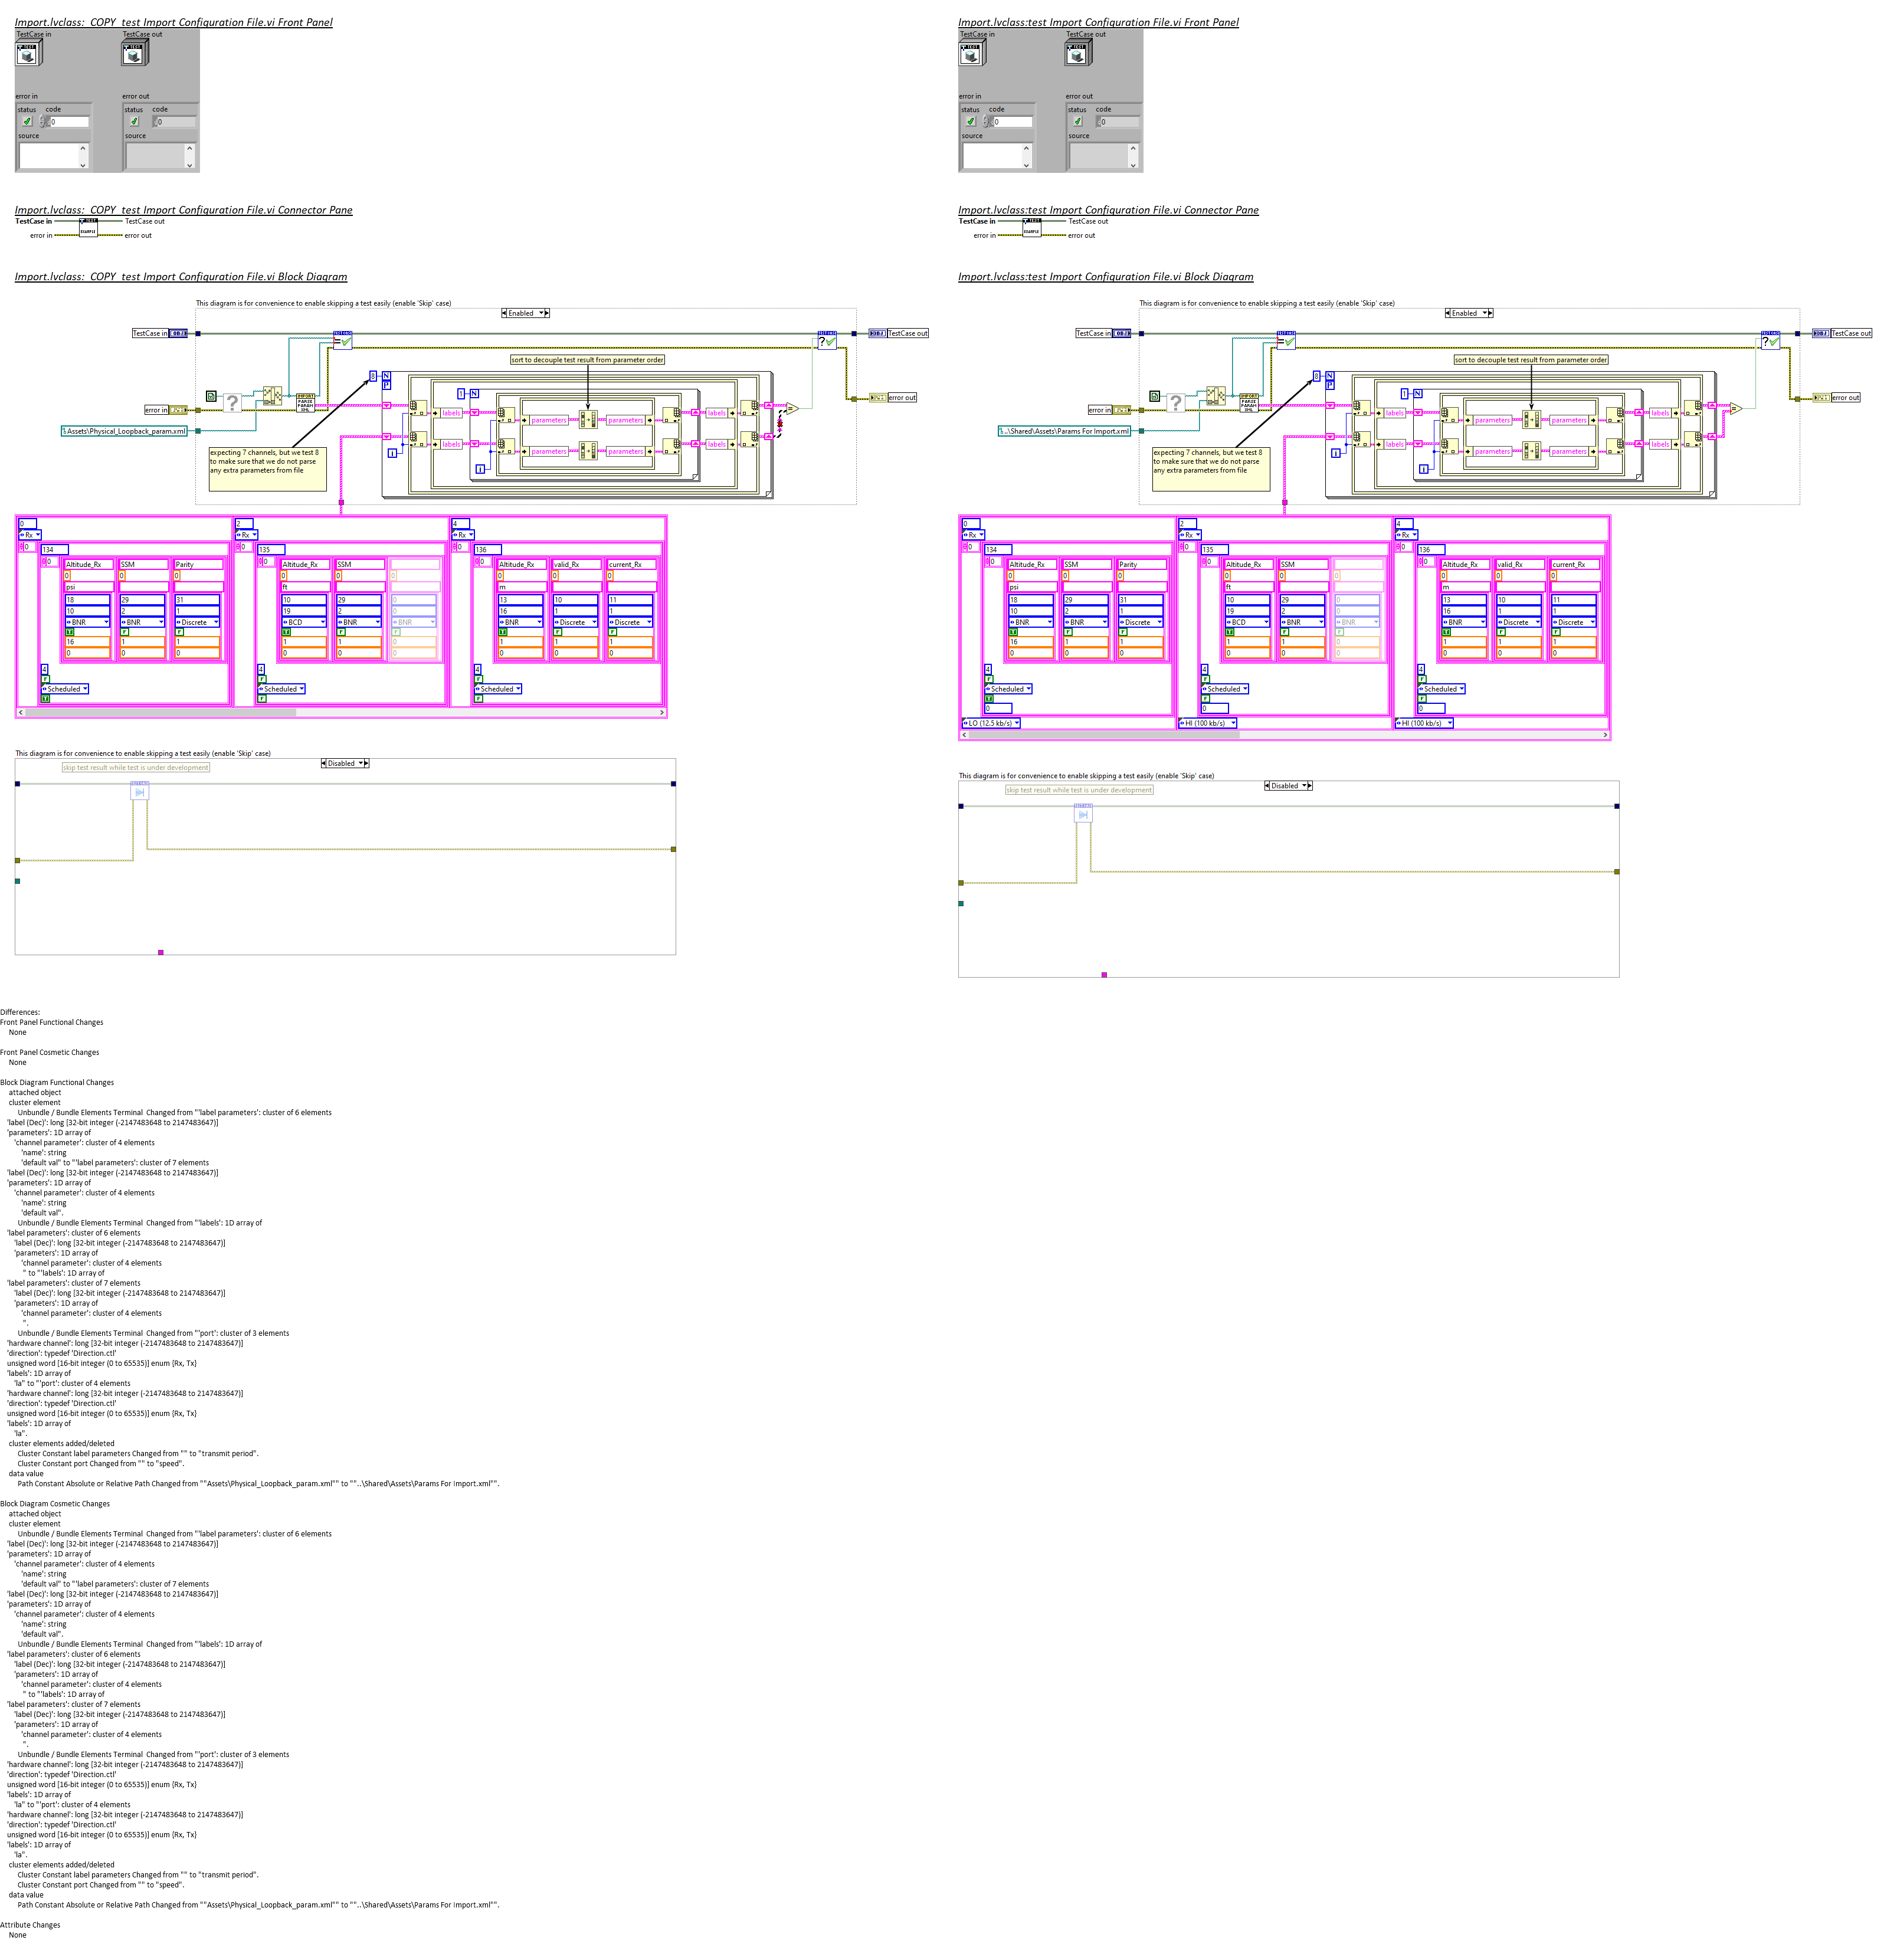 Import.lvclass:_COPY_test Import Configuration File.vi Front Panel
TestCase in
TestCase out
error in
error out
status code
status code
0
0
source
source
Import.lvclass:_COPY_test Import Configuration File.vi Connector Pane
TestCase in
TestCase out
error in
error out
Import.lvclass:_COPY_test Import Configuration File.vi Block Diagram
This diagram is for convenience to enable skipping a test easily (enable 'Skip' case)
Enabled
TestCase in
TestCase out
sort to decouple test result from parameter order
8
N
P
1
N
error in
error out
labels
parameters
parameters
labels
Assets\Physical_Loopback_param.xml
labels
parameters
parameters
labels
i
i
expecting 7 channels, but we test 8
to make sure that we do not parse
any extra parameters from file
0
2
4
Rx
Rx
Rx
0
134
0
135
0
136
0
Altitude_Rx
SSM
Parity
0
Altitude_Rx
SSM
0
Altitude_Rx
valid_Rx
current_Rx
0
0
0
0
0
0
0
0
0
psi
ft
m
18
29
31
10
29
0
13
10
11
10
2
1
19
2
0
16
1
1
BNR
BNR
Discrete
BCD
BNR
BNR
BNR
Discrete
Discrete
T
F
F
T
F
F
T
F
F
16
1
1
1
1
1
1
1
1
0
0
0
0
0
0
0
0
0
4
4
4
F
F
F
Scheduled
Scheduled
Scheduled
T
F
F
This diagram is for convenience to enable skipping a test easily (enable 'Skip' case)
Disabled
skip test result while test is under development
Import.lvclass:test Import Configuration File.vi Front Panel
TestCase in
TestCase out
error in
error out
status code
status code
0
0
source
source
Import.lvclass:test Import Configuration File.vi Connector Pane
TestCase in
TestCase out
error in
error out
Import.lvclass:test Import Configuration File.vi Block Diagram
This diagram is for convenience to enable skipping a test easily (enable 'Skip' case)
Enabled
TestCase in
TestCase out
sort to decouple test result from parameter order
8
N
P
1
N
error in
error out
labels
parameters
parameters
labels
..\Shared\Assets\Params For Import.xml
labels
parameters
parameters
labels
i
i
expecting 7 channels, but we test 8
to make sure that we do not parse
any extra parameters from file
0
2
4
Rx
Rx
Rx
0
134
0
135
0
136
0
Altitude_Rx
SSM
Parity
0
Altitude_Rx
SSM
0
Altitude_Rx
valid_Rx
current_Rx
0
0
0
0
0
0
0
0
0
psi
ft
m
18
29
31
10
29
0
13
10
11
10
2
1
19
2
0
16
1
1
BNR
BNR
Discrete
BCD
BNR
BNR
BNR
Discrete
Discrete
T
F
F
T
F
F
T
F
F
16
1
1
1
1
1
1
1
1
0
0
0
0
0
0
0
0
0
4
4
4
F
F
F
Scheduled
Scheduled
Scheduled
T
F
F
0
0
0
LO (12.5 kb/s)
HI (100 kb/s)
HI (100 kb/s)
This diagram is for convenience to enable skipping a test easily (enable 'Skip' case)
Disabled
skip test result while test is under development
Differences:
Front Panel Functional Changes
None
Front Panel Cosmetic Changes
None
Block Diagram Functional Changes
attached object
cluster element
Unbundle / Bundle Elements Terminal  Changed from "'label parameters': cluster of 6 elements
'label (Dec)': long [32-bit integer (-2147483648 to 2147483647)]
'parameters': 1D array of
'channel parameter': cluster of 4 elements
'name': string
'default val" to "'label parameters': cluster of 7 elements
'label (Dec)': long [32-bit integer (-2147483648 to 2147483647)]
'parameters': 1D array of
'channel parameter': cluster of 4 elements
'name': string
'default val".
Unbundle / Bundle Elements Terminal  Changed from "'labels': 1D array of
'label parameters': cluster of 6 elements
'label (Dec)': long [32-bit integer (-2147483648 to 2147483647)]
'parameters': 1D array of
'channel parameter': cluster of 4 elements
" to "'labels': 1D array of
'label parameters': cluster of 7 elements
'label (Dec)': long [32-bit integer (-2147483648 to 2147483647)]
'parameters': 1D array of
'channel parameter': cluster of 4 elements
".
Unbundle / Bundle Elements Terminal  Changed from "'port': cluster of 3 elements
'hardware channel': long [32-bit integer (-2147483648 to 2147483647)]
'direction': typedef 'Direction.ctl'
unsigned word [16-bit integer (0 to 65535)] enum {Rx, Tx}
'labels': 1D array of
'la" to "'port': cluster of 4 elements
'hardware channel': long [32-bit integer (-2147483648 to 2147483647)]
'direction': typedef 'Direction.ctl'
unsigned word [16-bit integer (0 to 65535)] enum {Rx, Tx}
'labels': 1D array of
'la".
cluster elements added/deleted
Cluster Constant label parameters Changed from "" to "transmit period".
Cluster Constant port Changed from "" to "speed".
data value
Path Constant Absolute or Relative Path Changed from ""Assets\Physical_Loopback_param.xml"" to ""..\Shared\Assets\Params For Import.xml"".
Block Diagram Cosmetic Changes
attached object
cluster element
Unbundle / Bundle Elements Terminal  Changed from "'label parameters': cluster of 6 elements
'label (Dec)': long [32-bit integer (-2147483648 to 2147483647)]
'parameters': 1D array of
'channel parameter': cluster of 4 elements
'name': string
'default val" to "'label parameters': cluster of 7 elements
'label (Dec)': long [32-bit integer (-2147483648 to 2147483647)]
'parameters': 1D array of
'channel parameter': cluster of 4 elements
'name': string
'default val".
Unbundle / Bundle Elements Terminal  Changed from "'labels': 1D array of
'label parameters': cluster of 6 elements
'label (Dec)': long [32-bit integer (-2147483648 to 2147483647)]
'parameters': 1D array of
'channel parameter': cluster of 4 elements
" to "'labels': 1D array of
'label parameters': cluster of 7 elements
'label (Dec)': long [32-bit integer (-2147483648 to 2147483647)]
'parameters': 1D array of
'channel parameter': cluster of 4 elements
".
Unbundle / Bundle Elements Terminal  Changed from "'port': cluster of 3 elements
'hardware channel': long [32-bit integer (-2147483648 to 2147483647)]
'direction': typedef 'Direction.ctl'
unsigned word [16-bit integer (0 to 65535)] enum {Rx, Tx}
'labels': 1D array of
'la" to "'port': cluster of 4 elements
'hardware channel': long [32-bit integer (-2147483648 to 2147483647)]
'direction': typedef 'Direction.ctl'
unsigned word [16-bit integer (0 to 65535)] enum {Rx, Tx}
'labels': 1D array of
'la".
cluster elements added/deleted
Cluster Constant label parameters Changed from "" to "transmit period".
Cluster Constant port Changed from "" to "speed".
data value
Path Constant Absolute or Relative Path Changed from ""Assets\Physical_Loopback_param.xml"" to ""..\Shared\Assets\Params For Import.xml"".
Attribute Changes
None